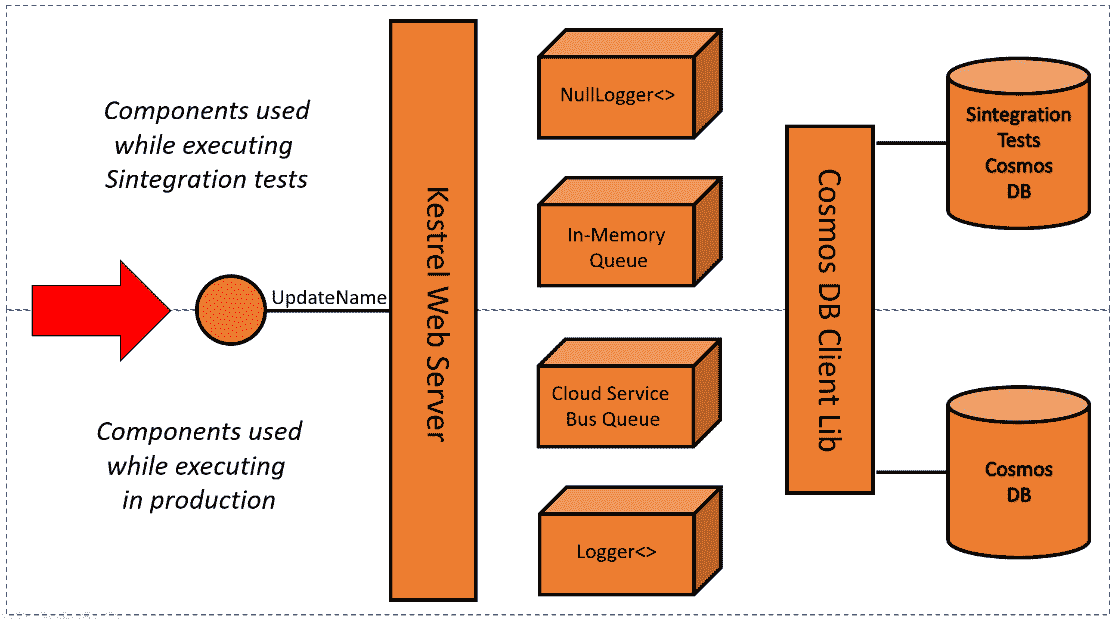 Components used
while executing
Sintegration tests
UpdateName
Components used
while executing
in production
Kestrel Web Server
NullLogger<>
In-Memory
Queue
Cloud Service
Bus Queue
Logger<>
Cosmos DB Client Lib
Sintegration
Tests
Cosmos
DB
Cosmos
DB